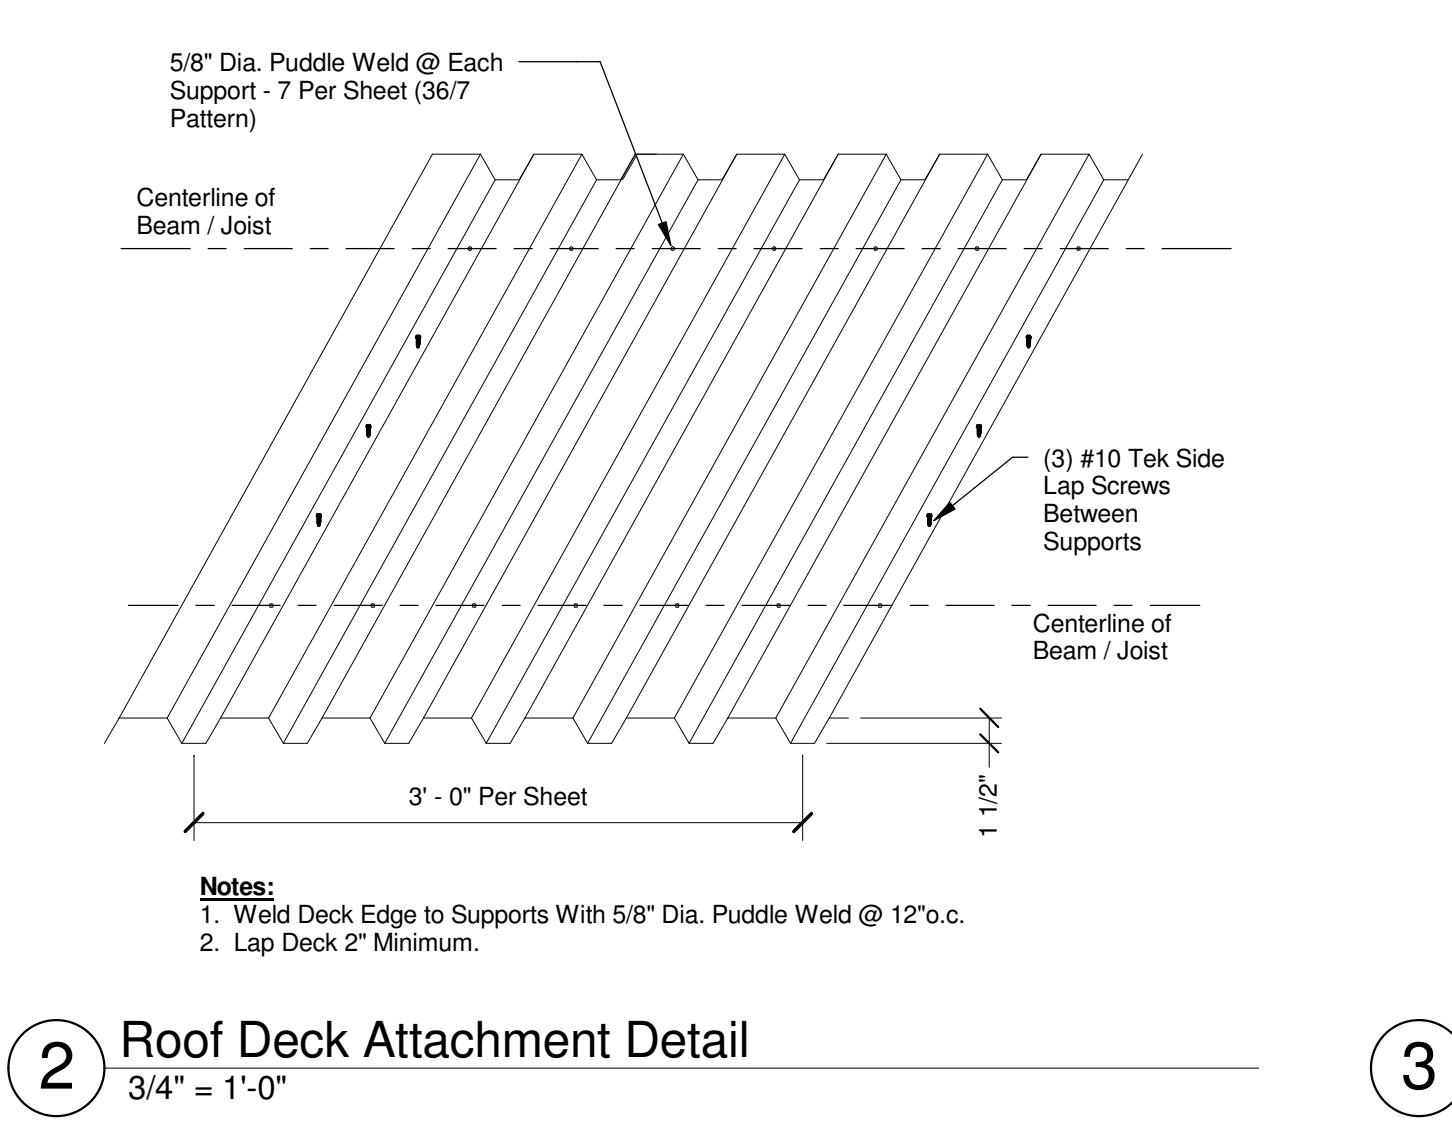 5/8" Dia. Puddle Weld @ Each
Support - 7 Per Sheet (36/7
Pattern)
Centerline of
Beam / Joist
(3) #10 Tek Side
Lap Screws
Between
Supports
Centerline of
Beam / Joist
3' - 0" Per Sheet
1 1/2"
Notes:
1. Weld Deck Edge to Supports With 5/8" Dia. Puddle Weld @ 12"o.c.
2. Lap Deck 2" Minimum.
2
Roof Deck Attachment Detail
3/4" = 1'-0"
3